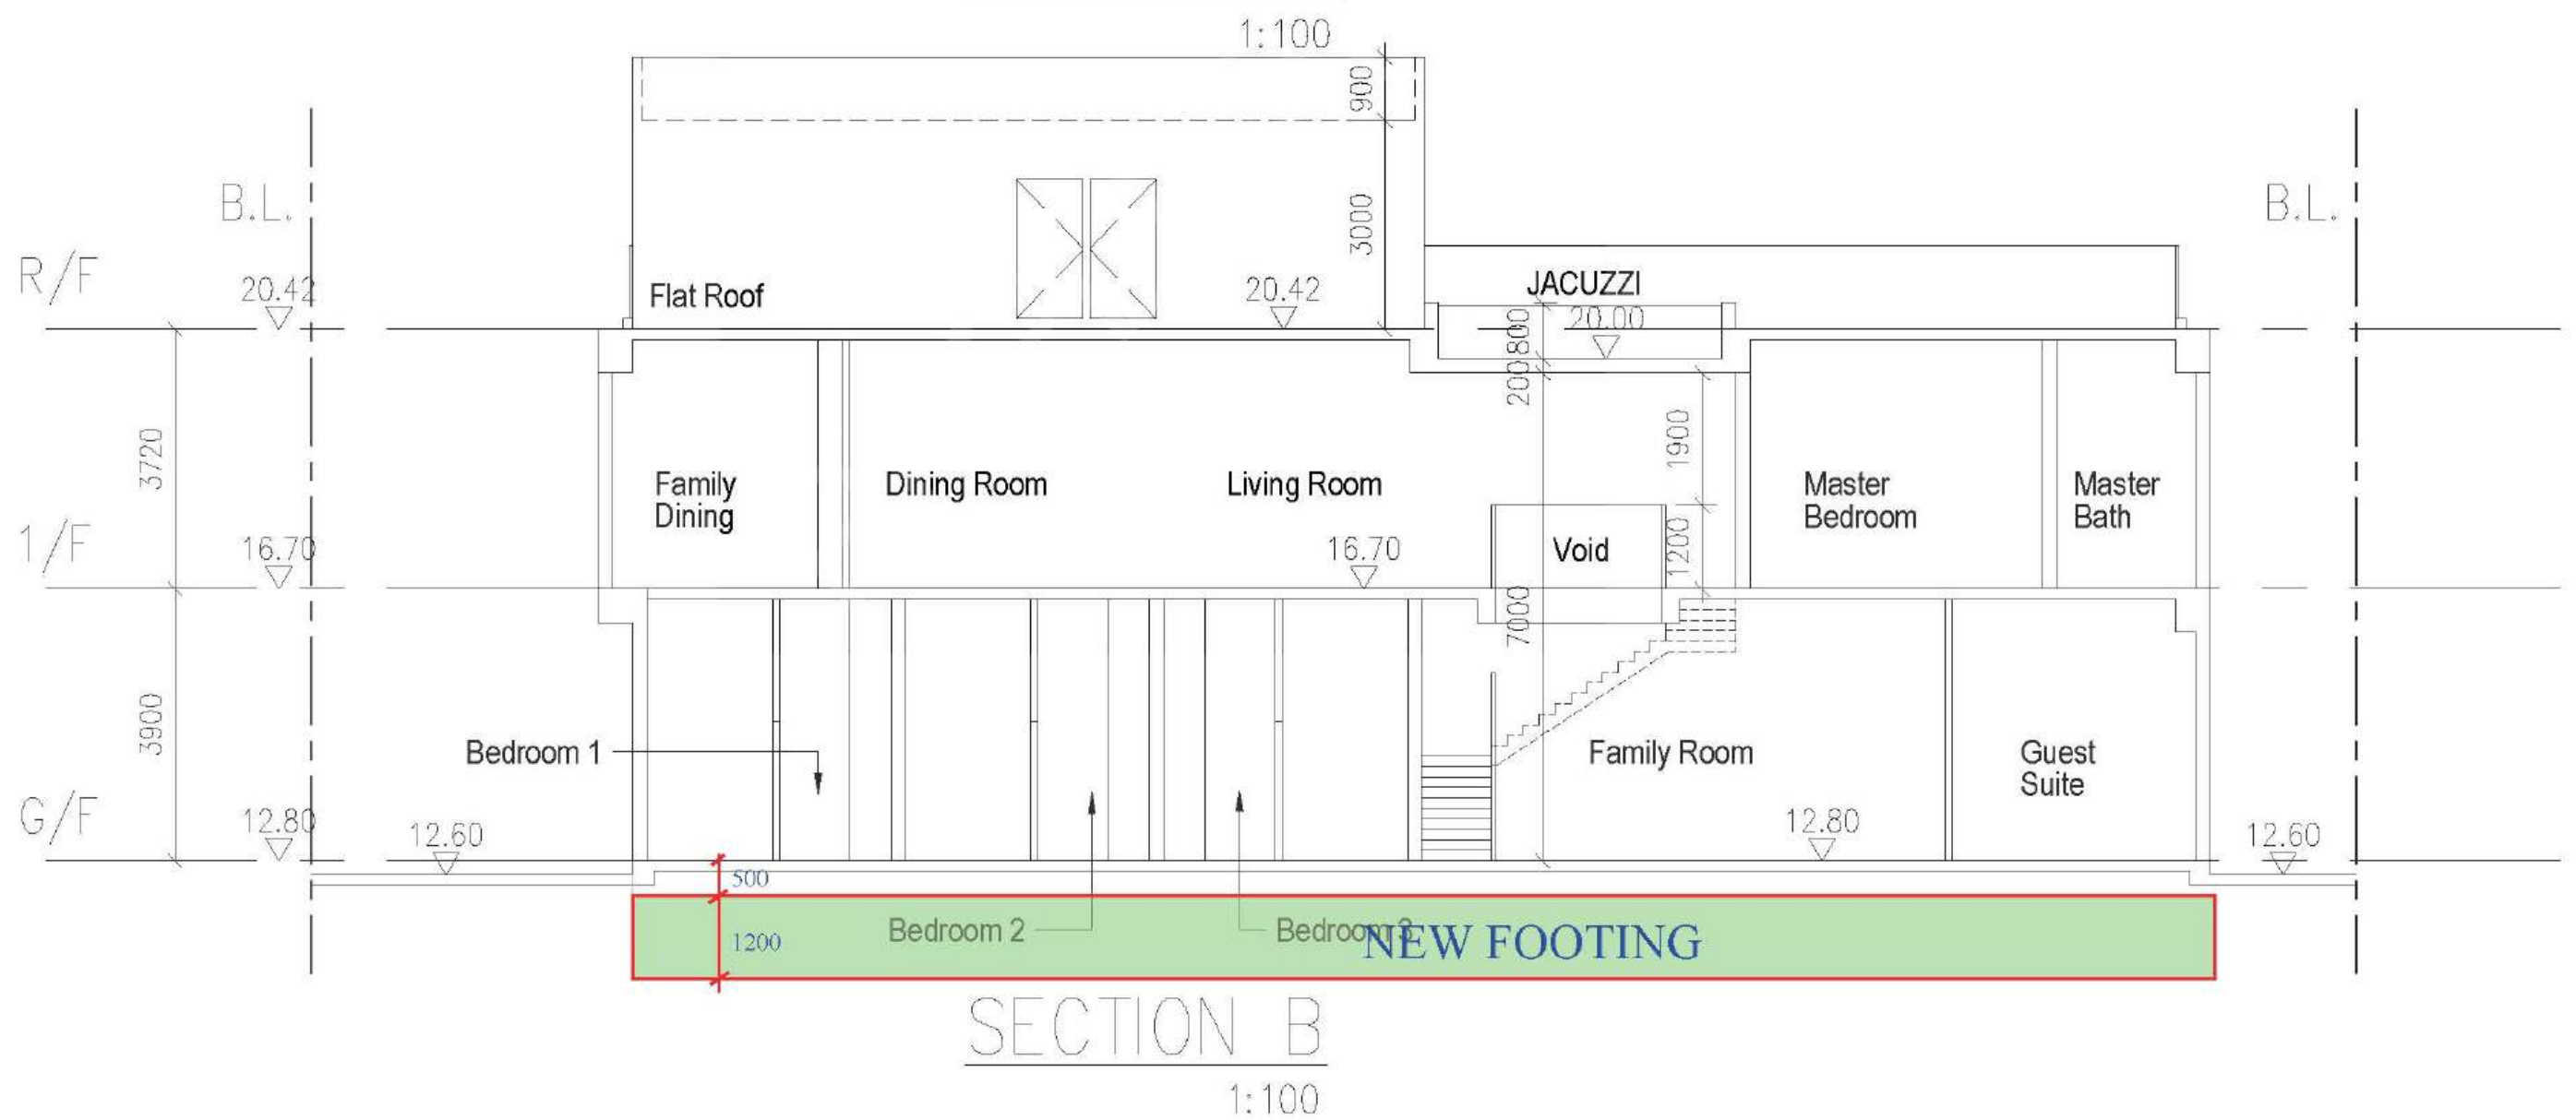 1:100
900
B.L.
B.L.
3000
R/F
20.42
Flat Roof
20.42
JACUZZI
20.00
800
200
3720
1900
Family
Dining
Dining Room
Living Room
Master
Bedroom
Master
Bath
1/F
16.70
16.70
Void
1200
7000
3900
Bedroom 1
Family Room
Guest
Suite
G/F
12.80
12.60
12.80
12.60
500
Bedroom 2
Bedroom 3
NEW FOOTING
1200
SECTION B
1:100